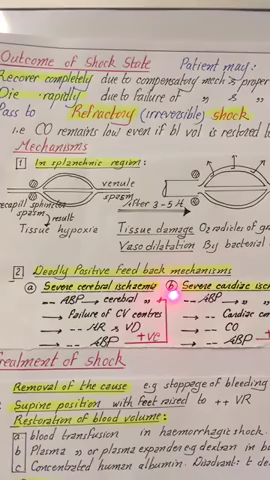 Outcome of Shock State Patient may:
Recover completely due to compensatory mech..s proper
Die rapidly due to failure of " s "
Pass to Refractory (irreversible) shock
i.e CO remains low even if bl vol is restored to
Mechanisms
1 In splanchnic region:
venule
spasm
precapill sphincter
spasm
result
After 3-5 H
Tissue hypoxia
Tissue damage O2 radicles of
Vasodilatation By bacterial
2 Deadly Positive feed back mechanisms
a Severe cerebral ischaemia b Severe cardiac isch
-- ABP → cerebral " "
→ Failure of CV centres
→ -- HR & VD
→ -- ABP +VR
-- ABP → "
→ Cardiac
→ -- CO
→ -- ABP +
Treatment of Shock
Removal of the cause e.g stoppage of bleeding
Supine position with feet raised to ++ VR
Restoration of blood volume:
a blood transfusion in haemorrhagic shock.
b Plasma " or plasma expander eg dextran in
c Concentrated human albumin. Disadvant: